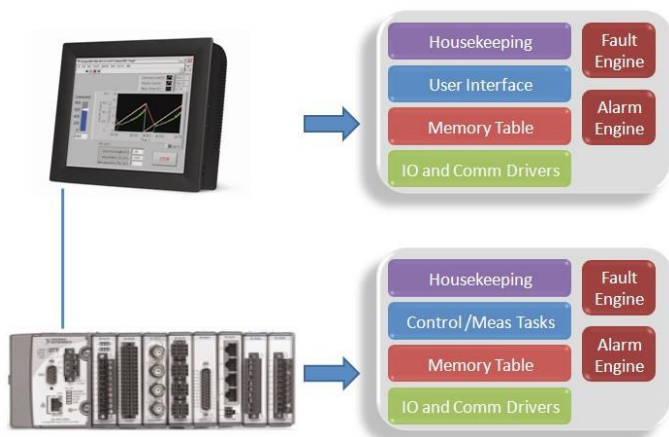 Housekeeping
User Interface
Memory Table
IO and Comm Drivers
Fault
Engine
Alarm
Engine
STOP
Housekeeping
Control/Meas Tasks
Memory Table
IO and Comm Drivers
Fault
Engine
Alarm
Engine